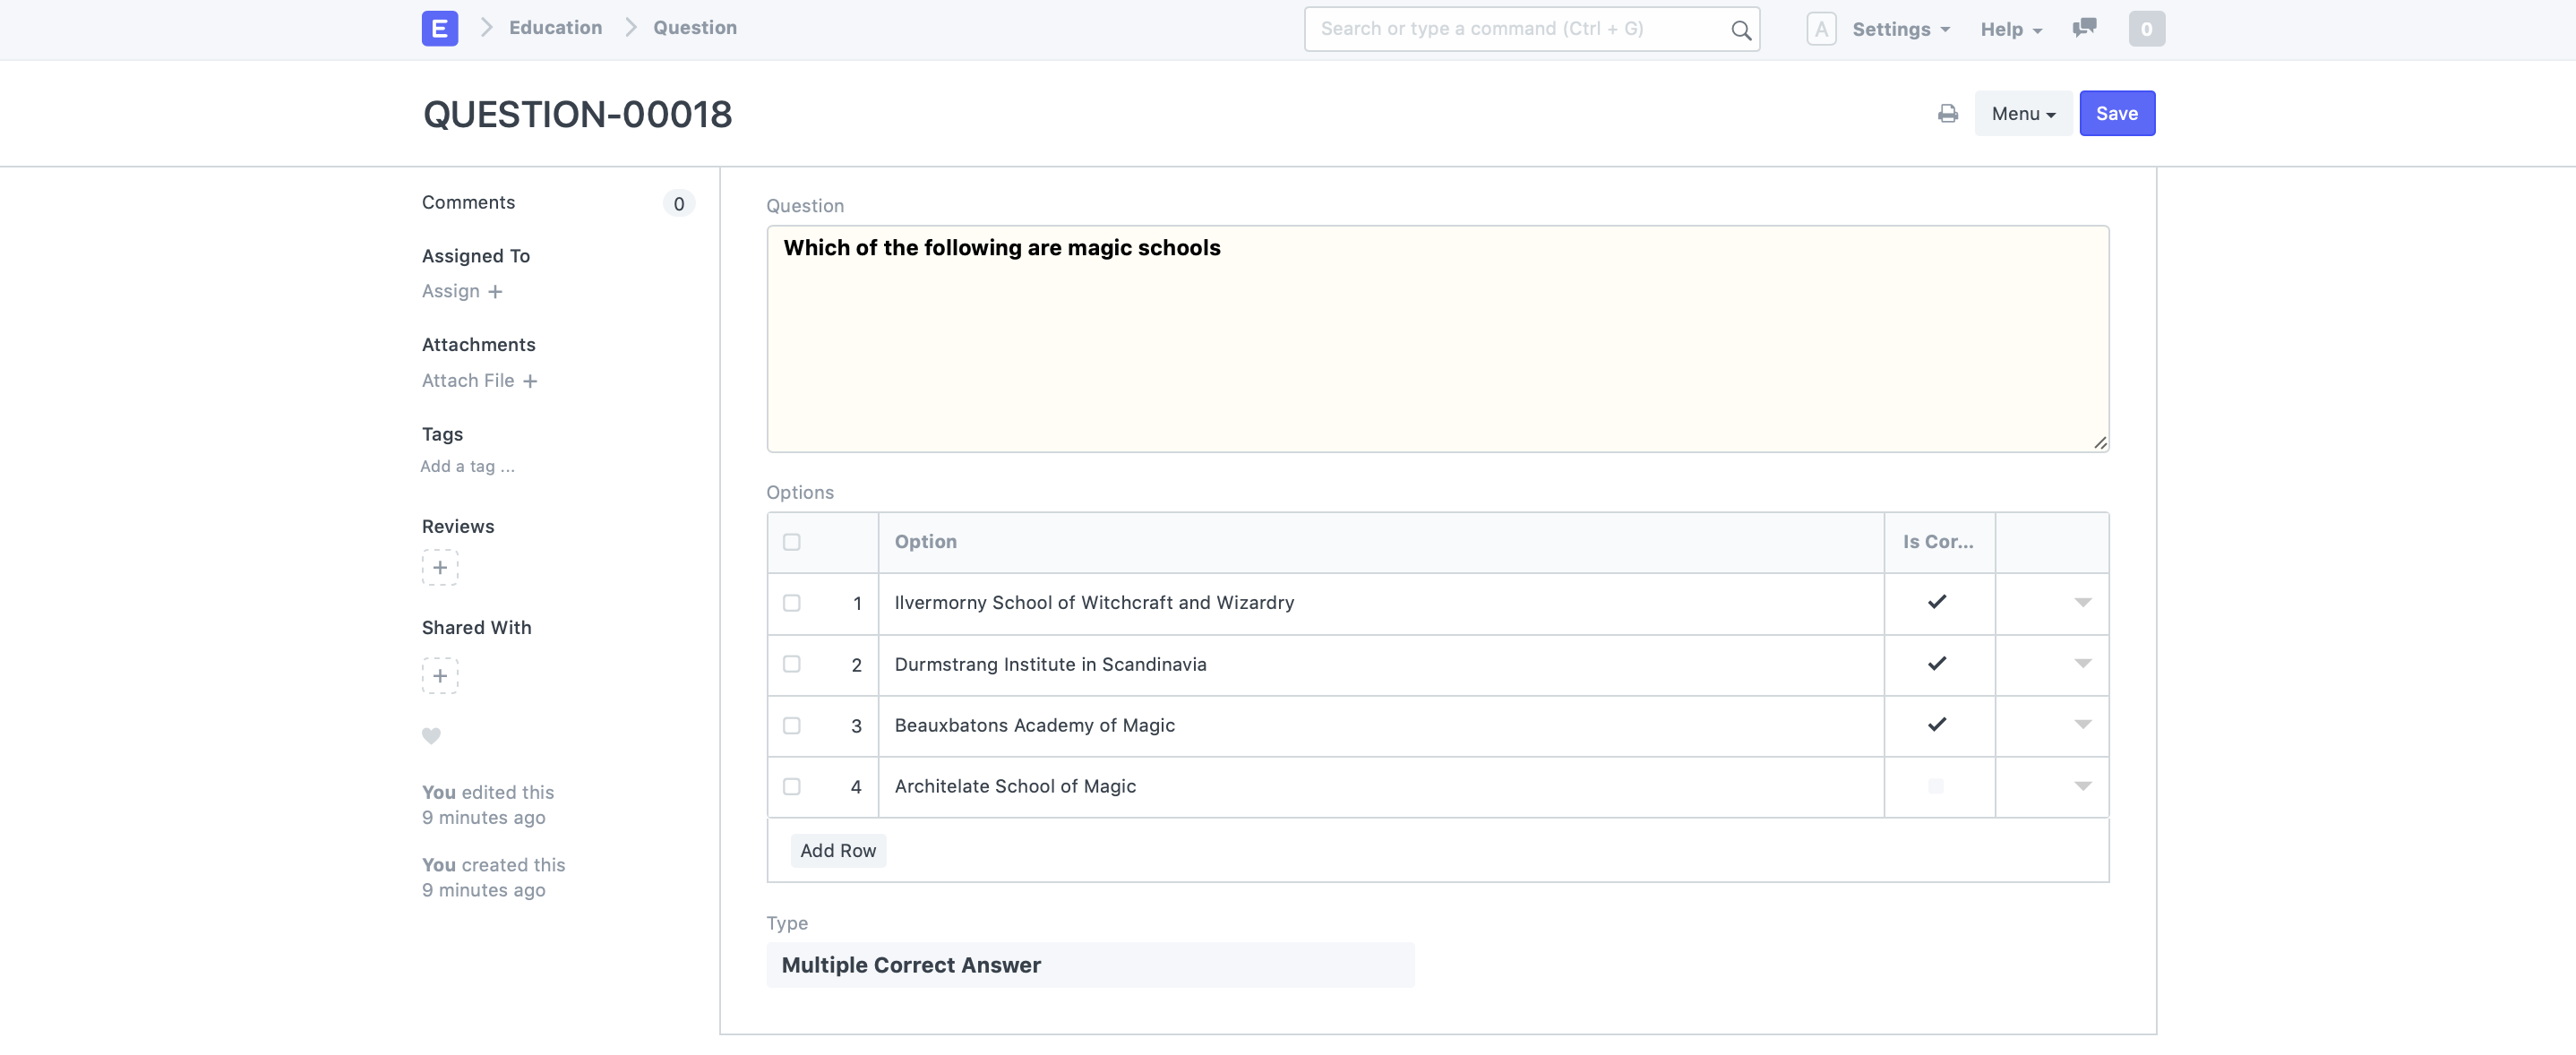 E Education Question Search or type a command (Ctrl + G) A Settings Help 0
QUESTION-00018 Menu Save
Comments 0
Assigned To
Assign +
Attachments
Attach File +
Tags
Add a tag ...
Reviews
+
Shared With
+
You edited this
9 minutes ago
You created this
9 minutes ago
Question
Which of the following are magic schools
Options
Option Is Cor...
1 Ilvermorny School of Witchcraft and Wizardry
2 Durmstrang Institute in Scandinavia
3 Beauxbatons Academy of Magic
4 Architelate School of Magic
Add Row
Type
Multiple Correct Answer